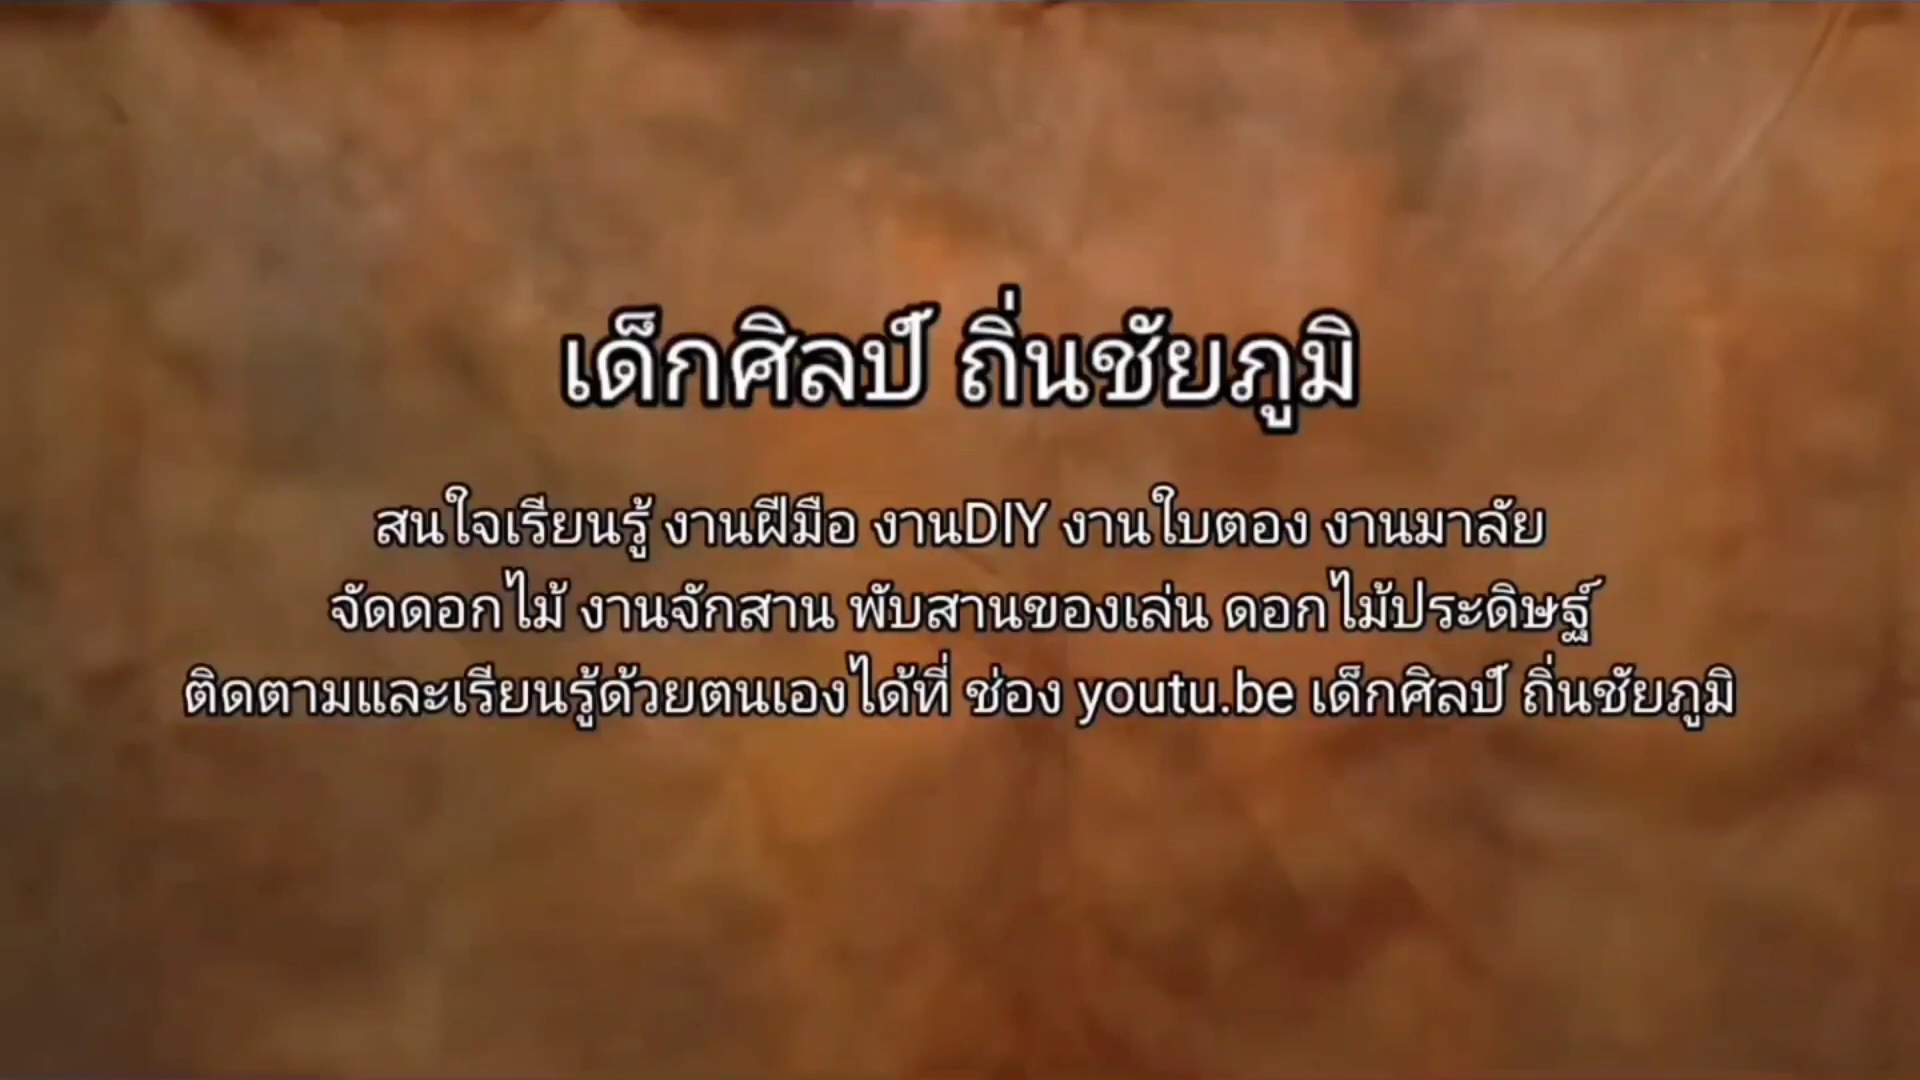 เด็กศิลป์ ถิ่นชัยภูมิ
สนใจเรียนรู้ งานฝีมือ งานDIY งานใบตอง งานมาลัย
จัดดอกไม้ งานจักสาน พับสานของเล่น ดอกไม้ประดิษฐ์
ติดตามและเรียนรู้ด้วยตนเองได้ที่ ช่อง youtu.be เด็กศิลป์ ถิ่นชัยภูมิ